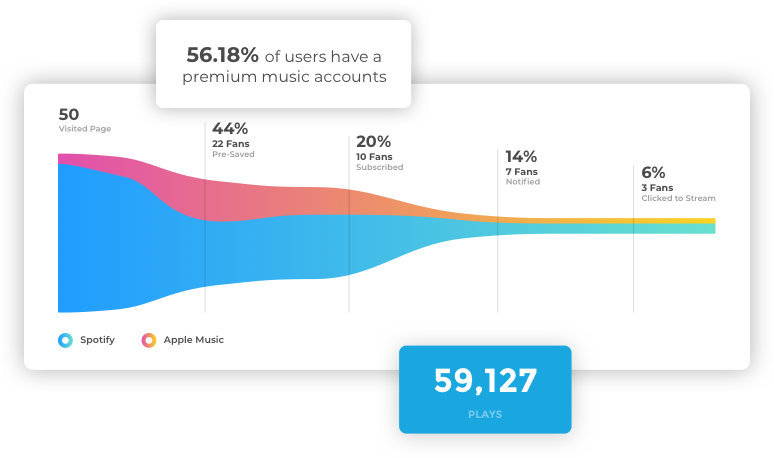 56.18% of users have a
premium music accounts
50
Visited Page
44%
22 Fans
Pre-Saved
20%
10 Fans
Subscribed
14%
7 Fans
Notified
6%
3 Fans
Clicked to Stream
Spotify
Apple Music
59,127
PLAYS